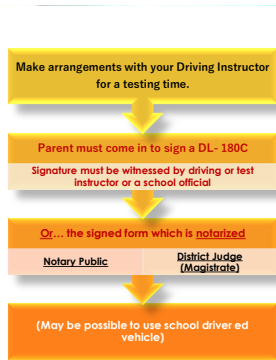 Make arrangements with your Driving Instructor
for a testing time.
Parent must come in to sign a DL- 180C
Signature must be witnessed by driving or test
instructor or a school official
Or... the signed form which is notarized
Notary Public
District Judge
(Magistrate)
(May be possible to use school driver ed
vehicle)